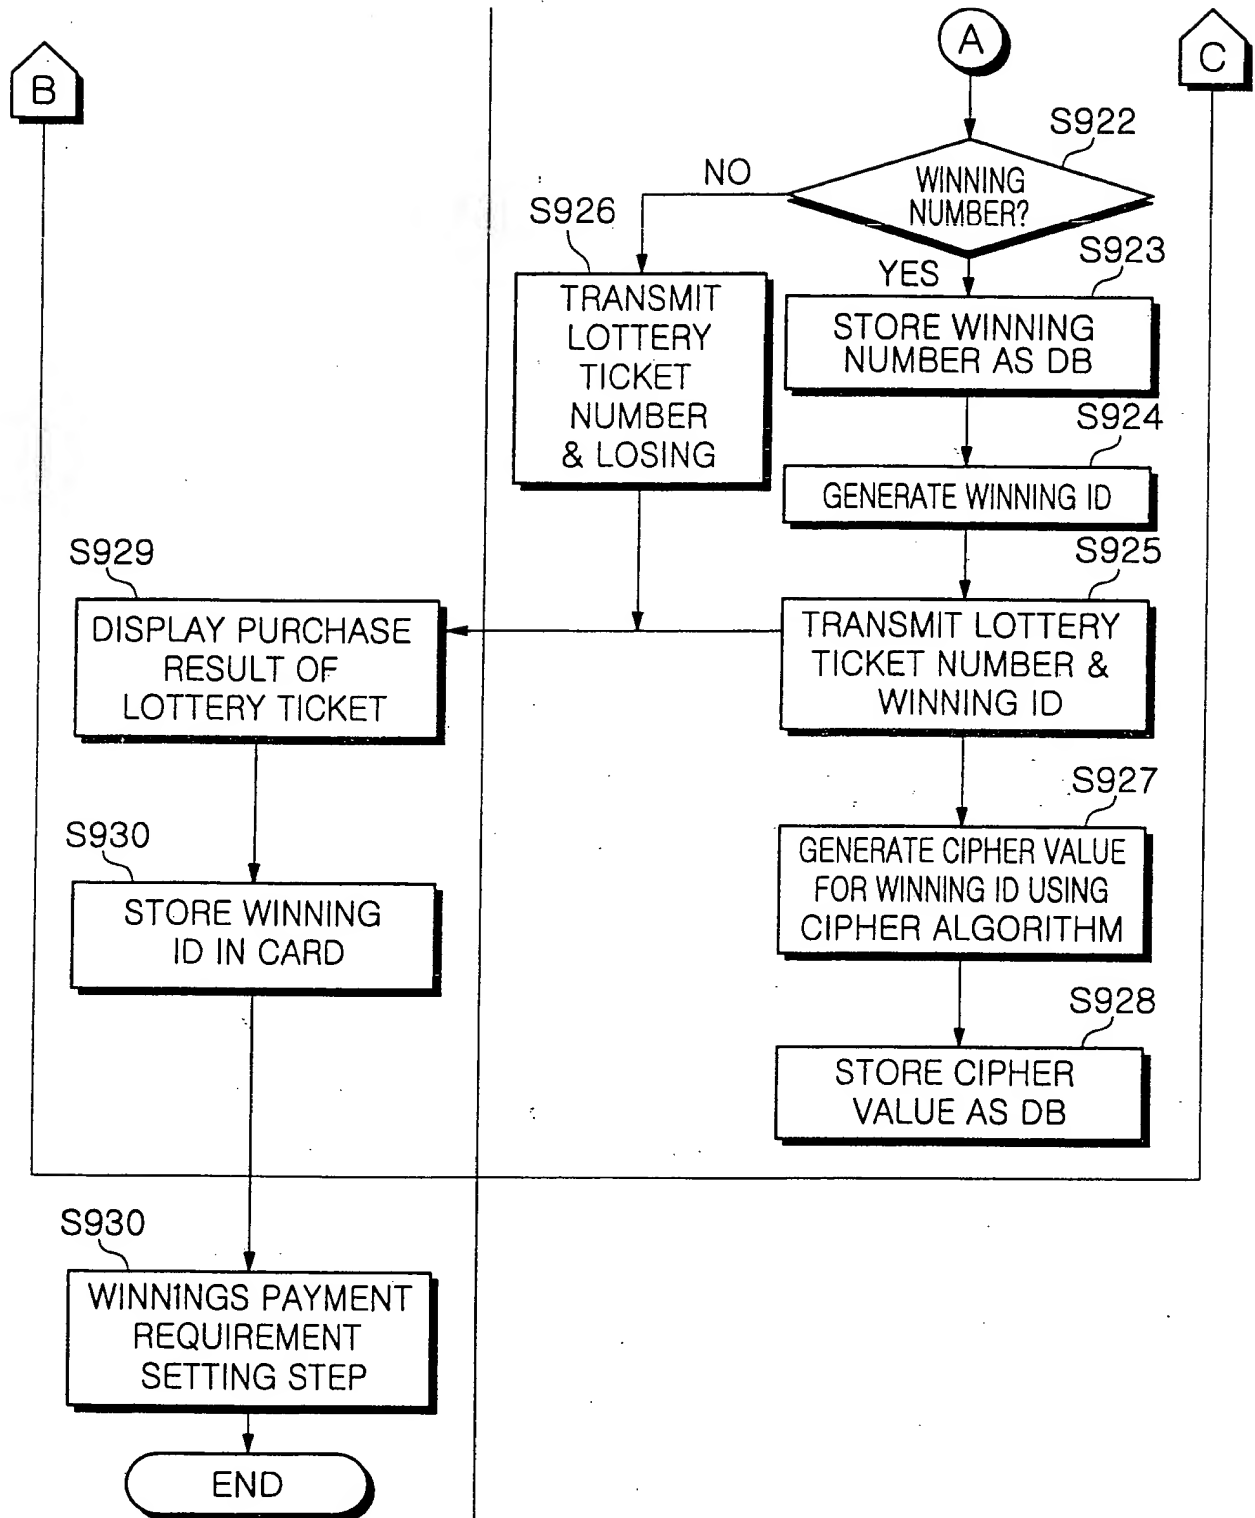 A
B
C
S922
WINNING
NUMBER?
NO
S926
TRANSMIT
LOTTERY
TICKET
NUMBER
& LOSING
YES
S923
STORE WINNING
NUMBER AS DB
S924
GENERATE WINNING ID
S925
TRANSMIT LOTTERY
TICKET NUMBER &
WINNING ID
S929
DISPLAY PURCHASE
RESULT OF
LOTTERY TICKET
S927
GENERATE CIPHER VALUE
FOR WINNING ID USING
CIPHER ALGORITHM
S930
STORE WINNING
ID IN CARD
S928
STORE CIPHER
VALUE AS DB
S930
WINNINGS PAYMENT
REQUIREMENT
SETTING STEP
END